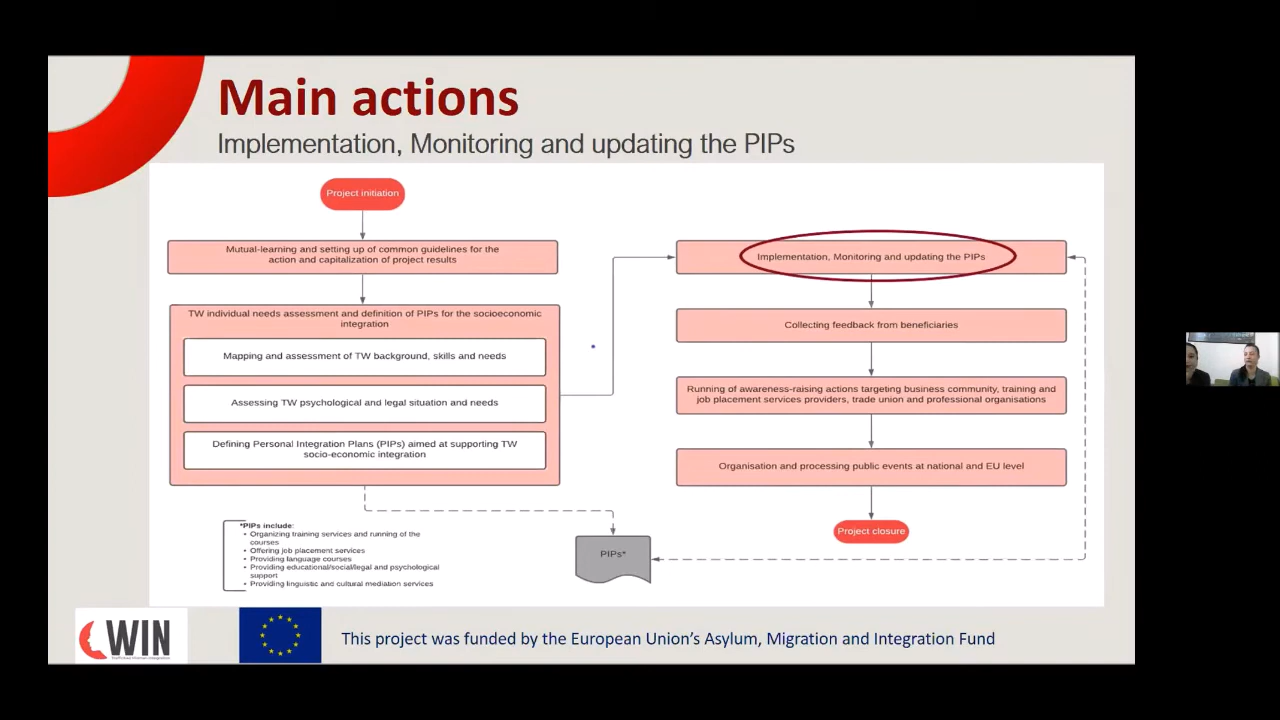 Main actions
Implementation, Monitoring and updating the PIPs
Project initiation
Mutual-learning and setting up of common guidelines for the
action and capitalization of project results
TW individual needs assessment and definition of PIPs for the socioeconomic
integration
Mapping and assessment of TW background, skills and needs
Assessing TW psychological and legal situation and needs
Defining Personal Integration Plans (PIPs) aimed at supporting TW
socio-economic integration
Implementation, Monitoring and updating the PIPs
Collecting feedback from beneficiaries
Running of awareness-raising actions targeting business community, training and
job placement services providers, trade union and professional organisations
Organisation and processing public events at national and EU level
Project closure
*PIPs include:
• Organizing training services and running of the
courses
• Offering job placement services
• Providing language courses
• Providing educational/social/legal and psychological
support
• Providing linguistic and cultural mediation services
PIPs*
WIN
This project was funded by the European Union's Asylum, Migration and Integration Fund